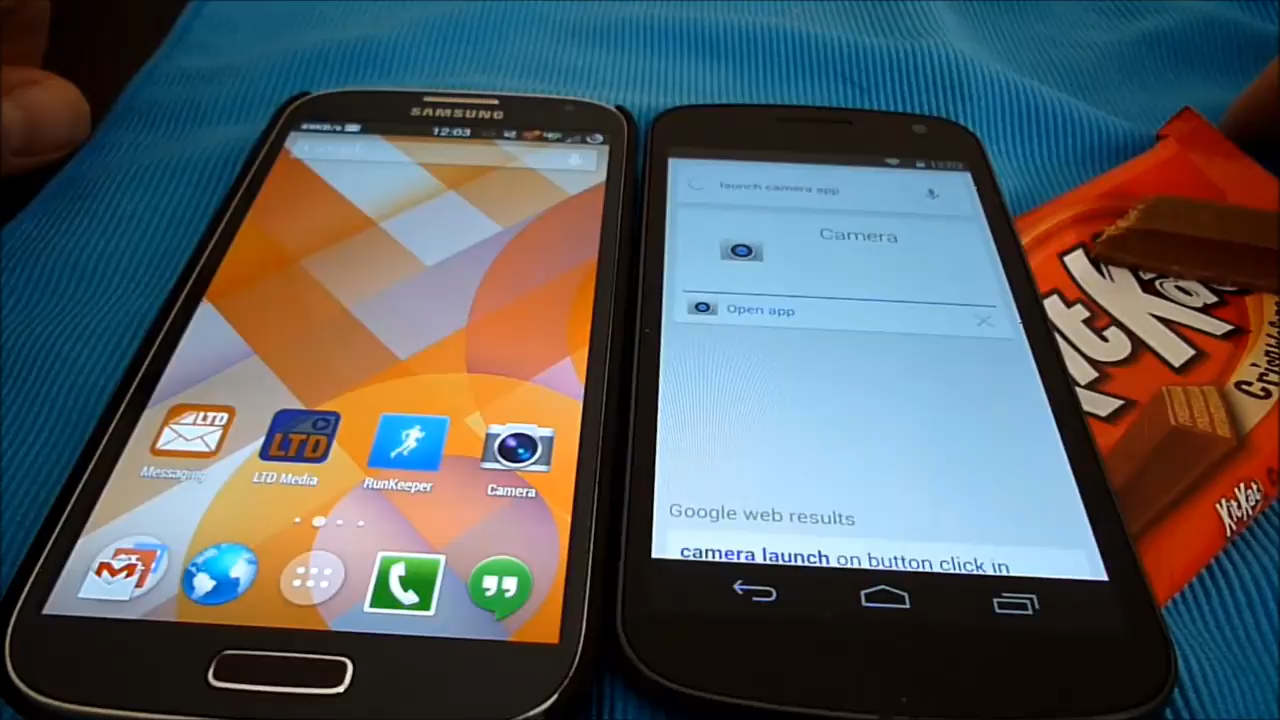 SAMSUNG
12:03
Messaging
LTD
LTD Media
LTD
RunKeeper
Camera
M
launch camera app
Camera
Open app
Google web results
camera launch on button click in
KitKat
Crispy
KitKat